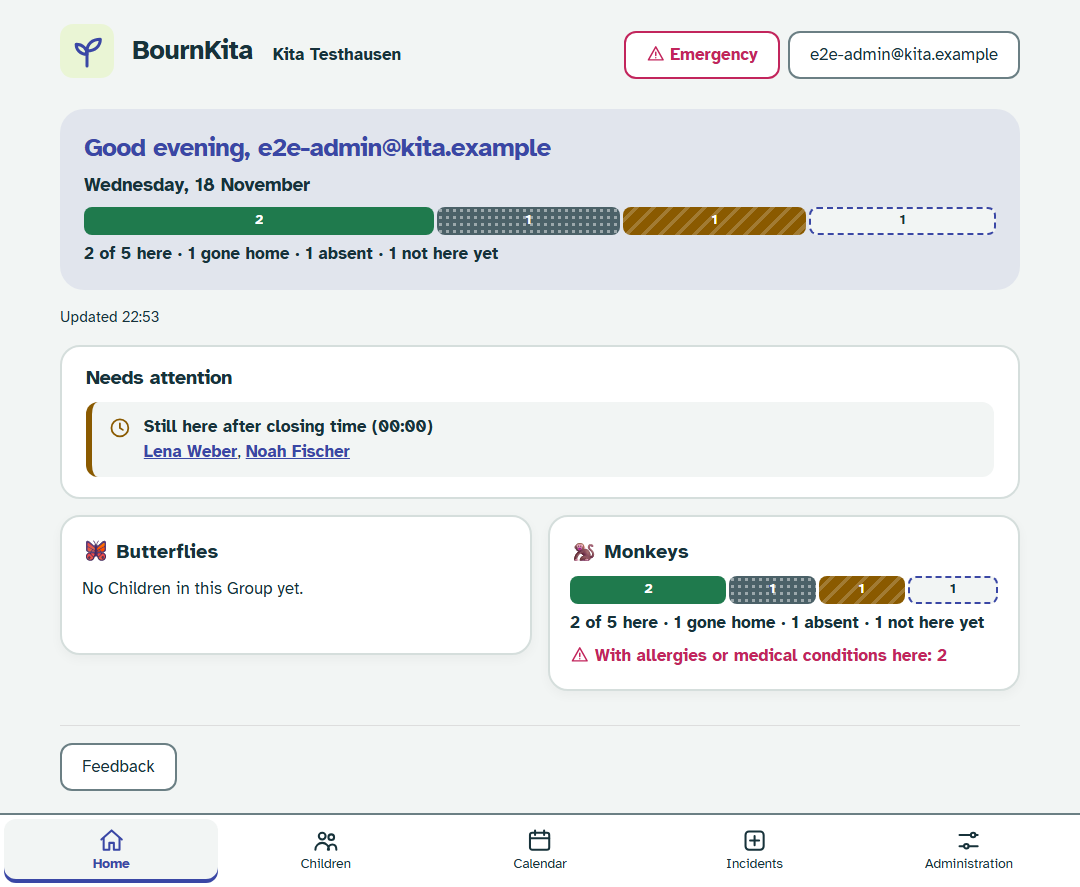 BournKita Kita Testhausen
Emergency
e2e-admin@kita.example
Good evening, e2e-admin@kita.example
Wednesday, 18 November
2 1 1 1
2 of 5 here · 1 gone home · 1 absent · 1 not here yet
Updated 22:53
Needs attention
Still here after closing time (00:00)
Lena Weber, Noah Fischer
Butterflies
No Children in this Group yet.
Monkeys
2 1 1 1
2 of 5 here · 1 gone home · 1 absent · 1 not here yet
With allergies or medical conditions here: 2
Feedback
Home
Children
Calendar
Incidents
Administration